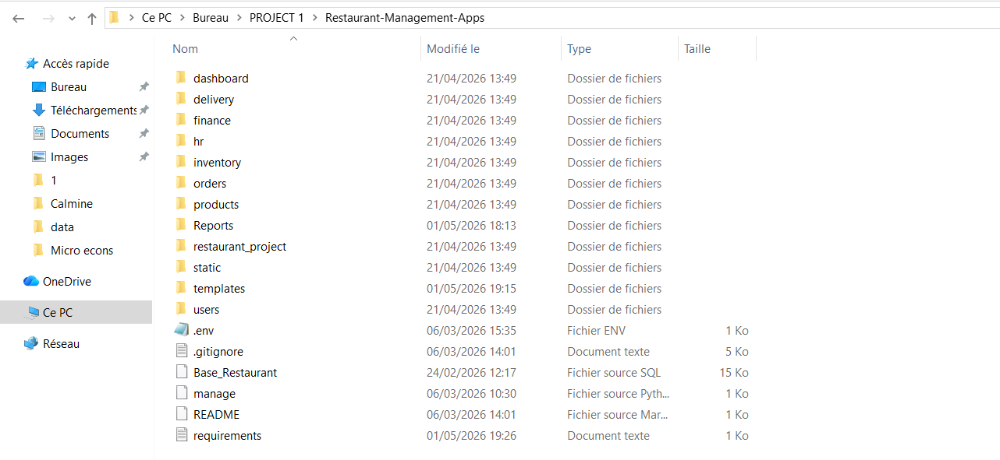 Ce PC > Bureau > PROJECT 1 > Restaurant-Management-Apps
Accès rapide
Bureau
Téléchargements
Documents
Images
1
Calmine
data
Micro econs
OneDrive
Ce PC
Réseau
Nom Modifié le Type Taille
dashboard 21/04/2026 13:49 Dossier de fichiers
delivery 21/04/2026 13:49 Dossier de fichiers
finance 21/04/2026 13:49 Dossier de fichiers
hr 21/04/2026 13:49 Dossier de fichiers
inventory 21/04/2026 13:49 Dossier de fichiers
orders 21/04/2026 13:49 Dossier de fichiers
products 21/04/2026 13:49 Dossier de fichiers
Reports 01/05/2026 18:13 Dossier de fichiers
restaurant_project 21/04/2026 13:49 Dossier de fichiers
static 21/04/2026 13:49 Dossier de fichiers
templates 01/05/2026 19:15 Dossier de fichiers
users 21/04/2026 13:49 Dossier de fichiers
.env 06/03/2026 15:35 Fichier ENV 1 Ko
.gitignore 06/03/2026 14:01 Document texte 5 Ko
Base_Restaurant 24/02/2026 12:17 Fichier source SQL 15 Ko
manage 06/03/2026 10:30 Fichier source Pyth... 1 Ko
README 06/03/2026 14:01 Fichier source Mar... 1 Ko
requirements 01/05/2026 19:26 Document texte 1 Ko